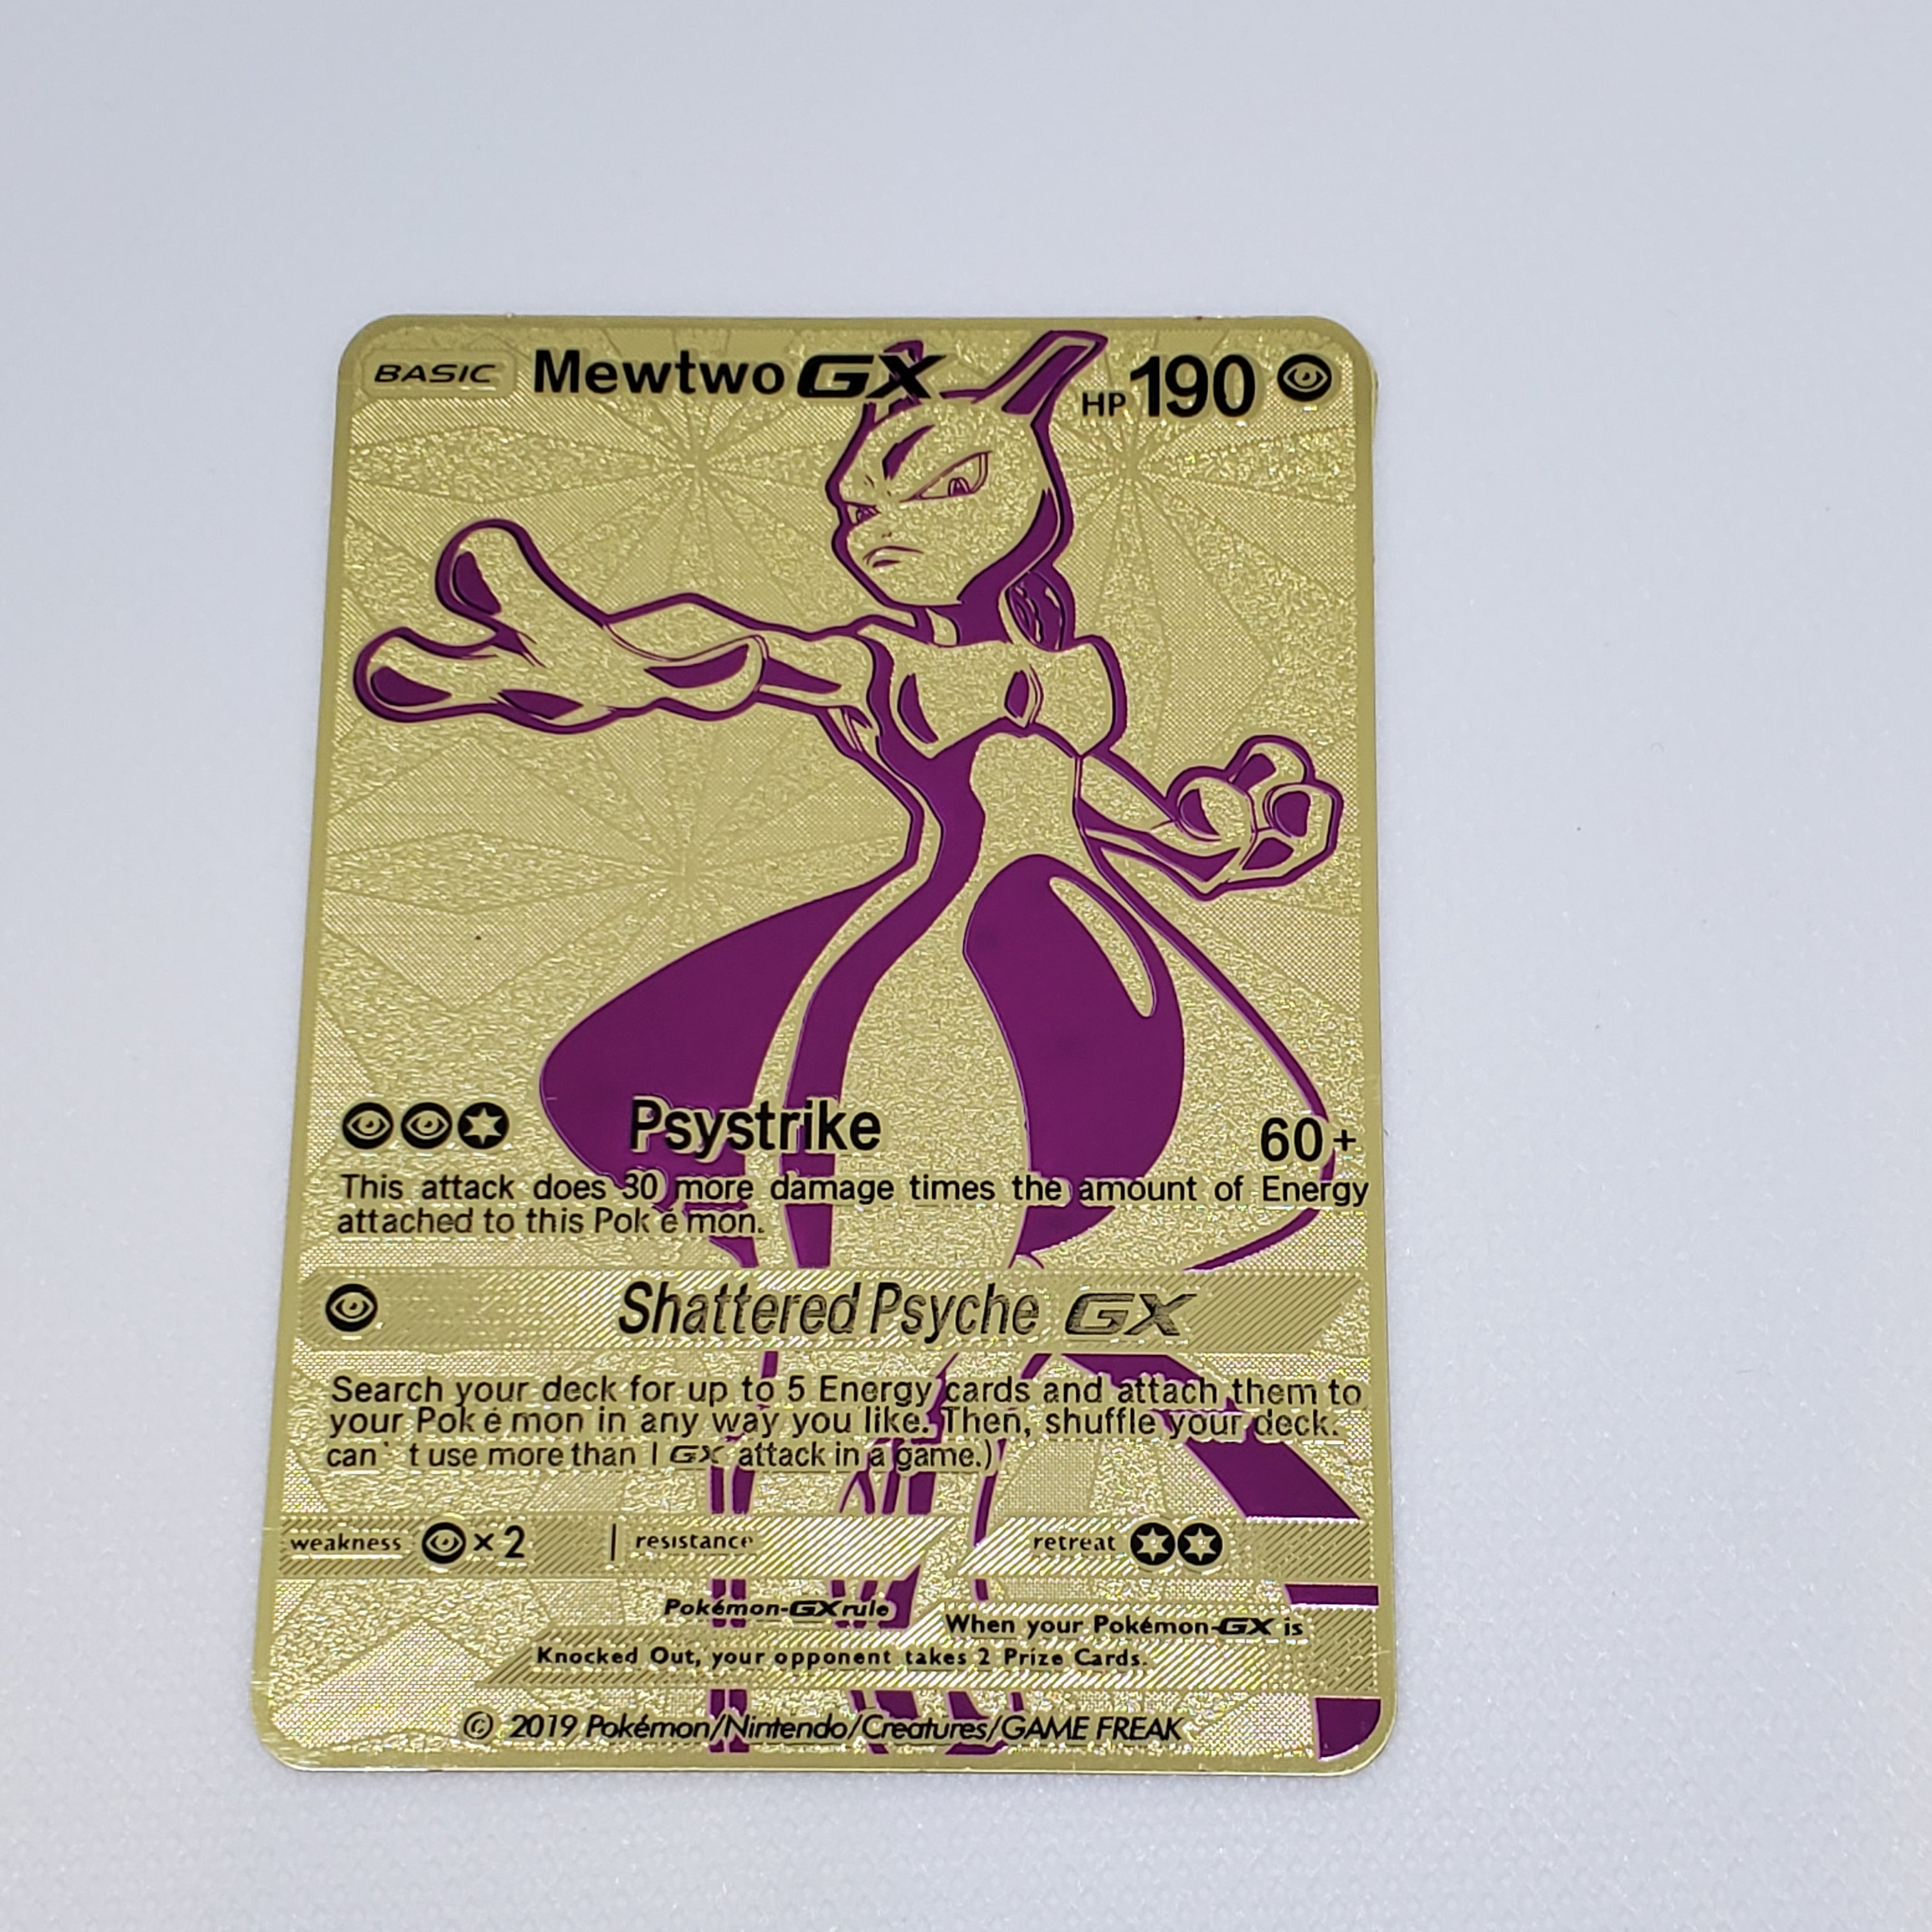 BASIC Mewtwo GX HP 190
Psystrike 60+
This attack does 30 more damage times the amount of Energy
attached to this Pok é mon.
Shattered Psyche GX
Search your deck for up to 5 Energy cards and attach them to
your Pok é mon in any way you like. Then, shuffle your deck.
can` t use more than 1 GX attack in a game.)
weakness × 2 | resistance retreat
Pokémon-GX rule When your Pokémon-GX is
Knocked Out, your opponent takes 2 Prize Cards.
© 2019 Pokémon/Nintendo/Creatures/GAME FREAK